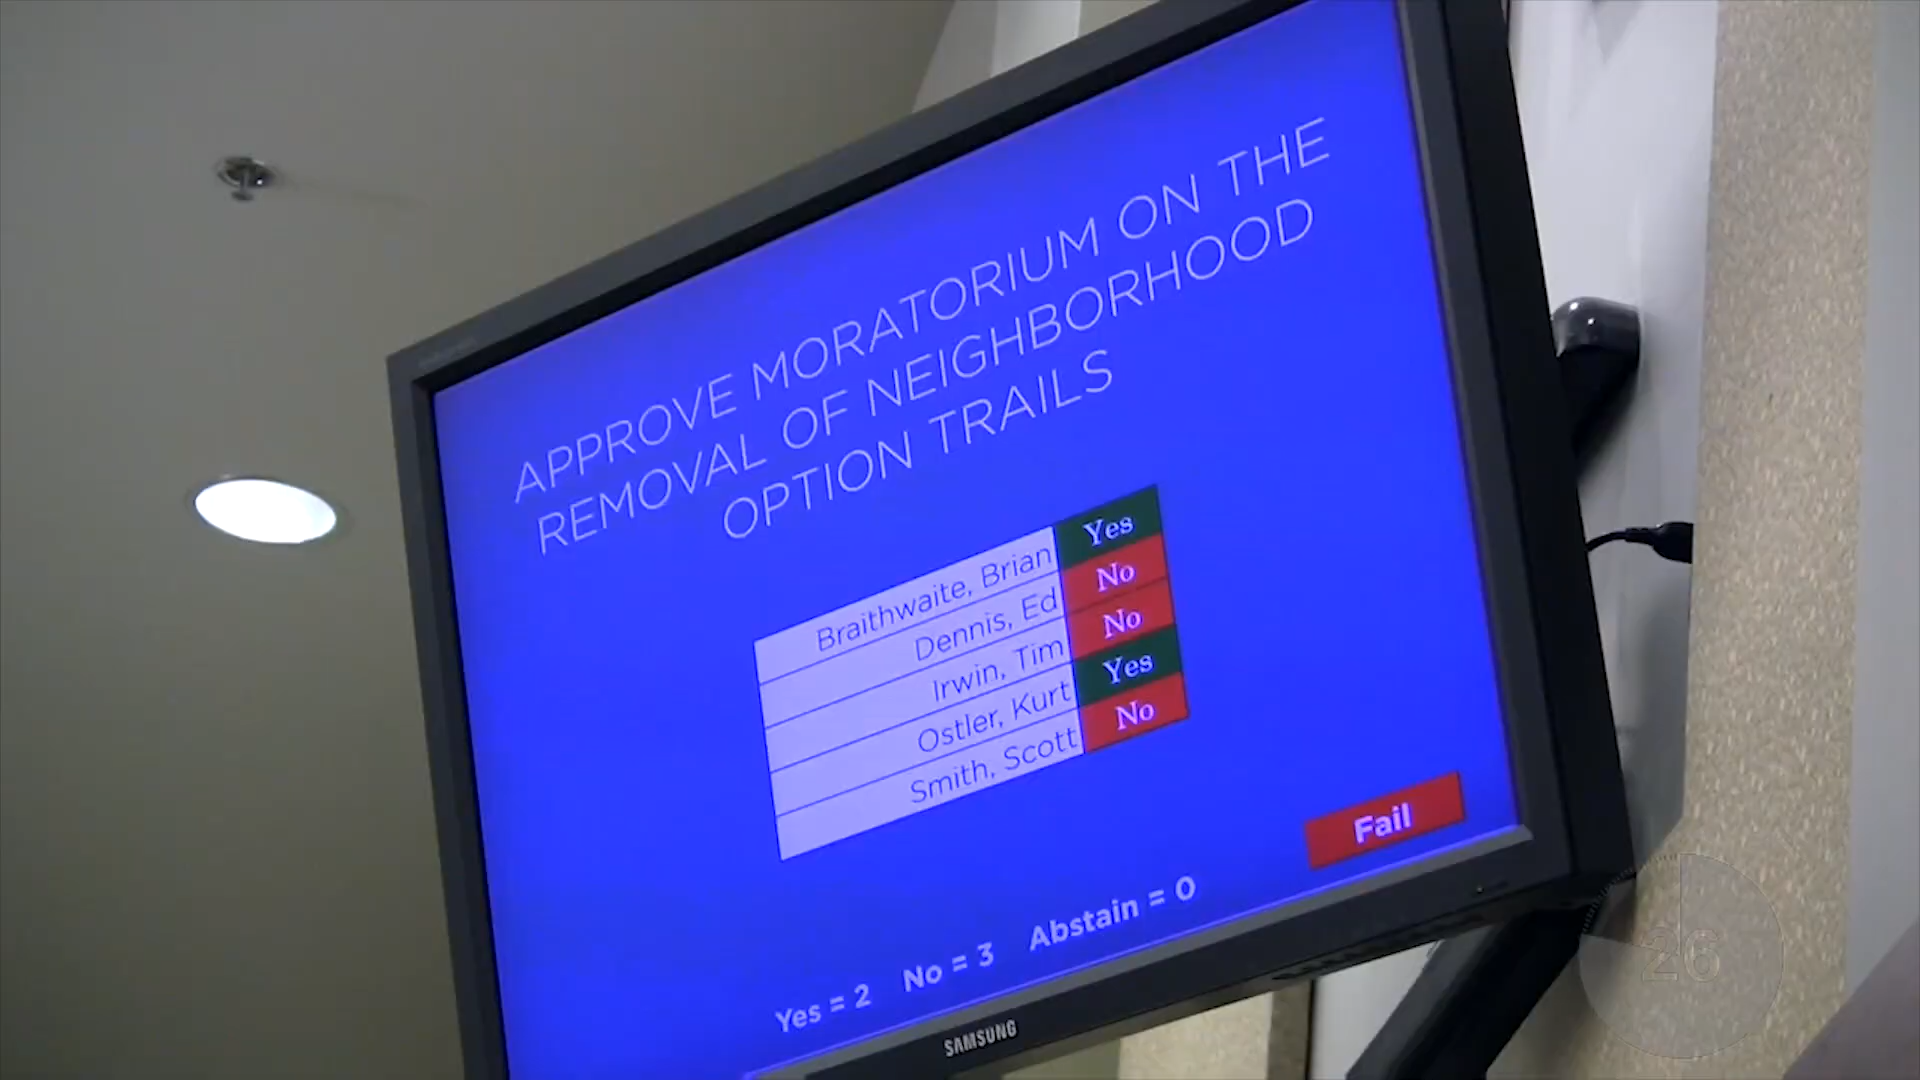 APPROVE MORATORIUM ON THE
REMOVAL OF NEIGHBORHOOD
OPTION TRAILS
Braithwaite, Brian Yes
Dennis, Ed No
Irwin, Tim No
Ostler, Kurt Yes
Smith, Scott No
Fail
Yes = 2 No = 3 Abstain = 0
SAMSUNG
26